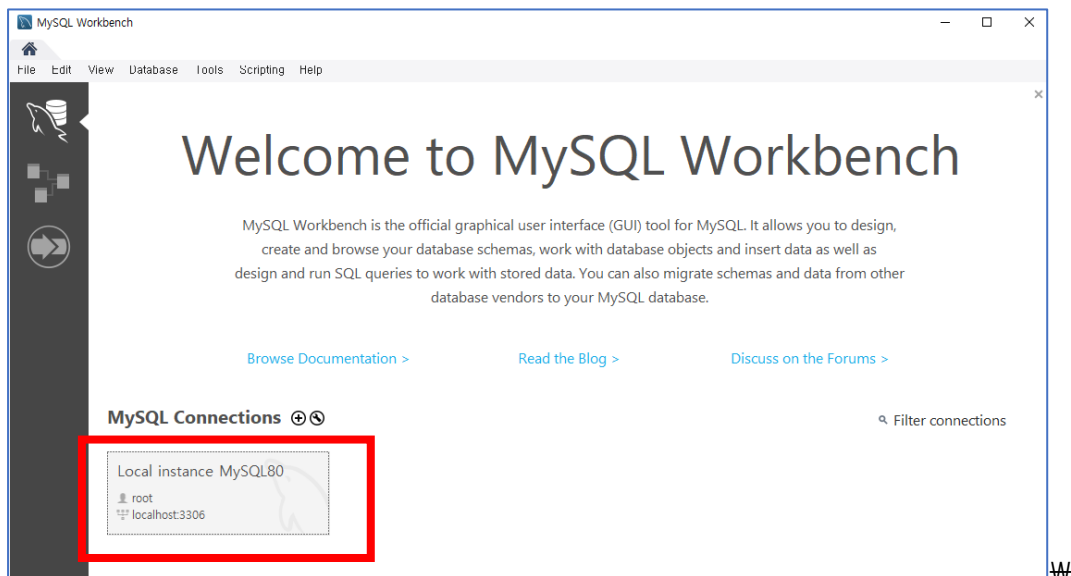 MySQL Workbench
File Edit View Database Tools Scripting Help
Welcome to MySQL Workbench
MySQL Workbench is the official graphical user interface (GUI) tool for MySQL. It allows you to design,
create and browse your database schemas, work with database objects and insert data as well as
design and run SQL queries to work with stored data. You can also migrate schemas and data from other
database vendors to your MySQL database.
Browse Documentation > Read the Blog > Discuss on the Forums >
MySQL Connections Filter connections
Local instance MySQL80
root
localhost:3306
₩